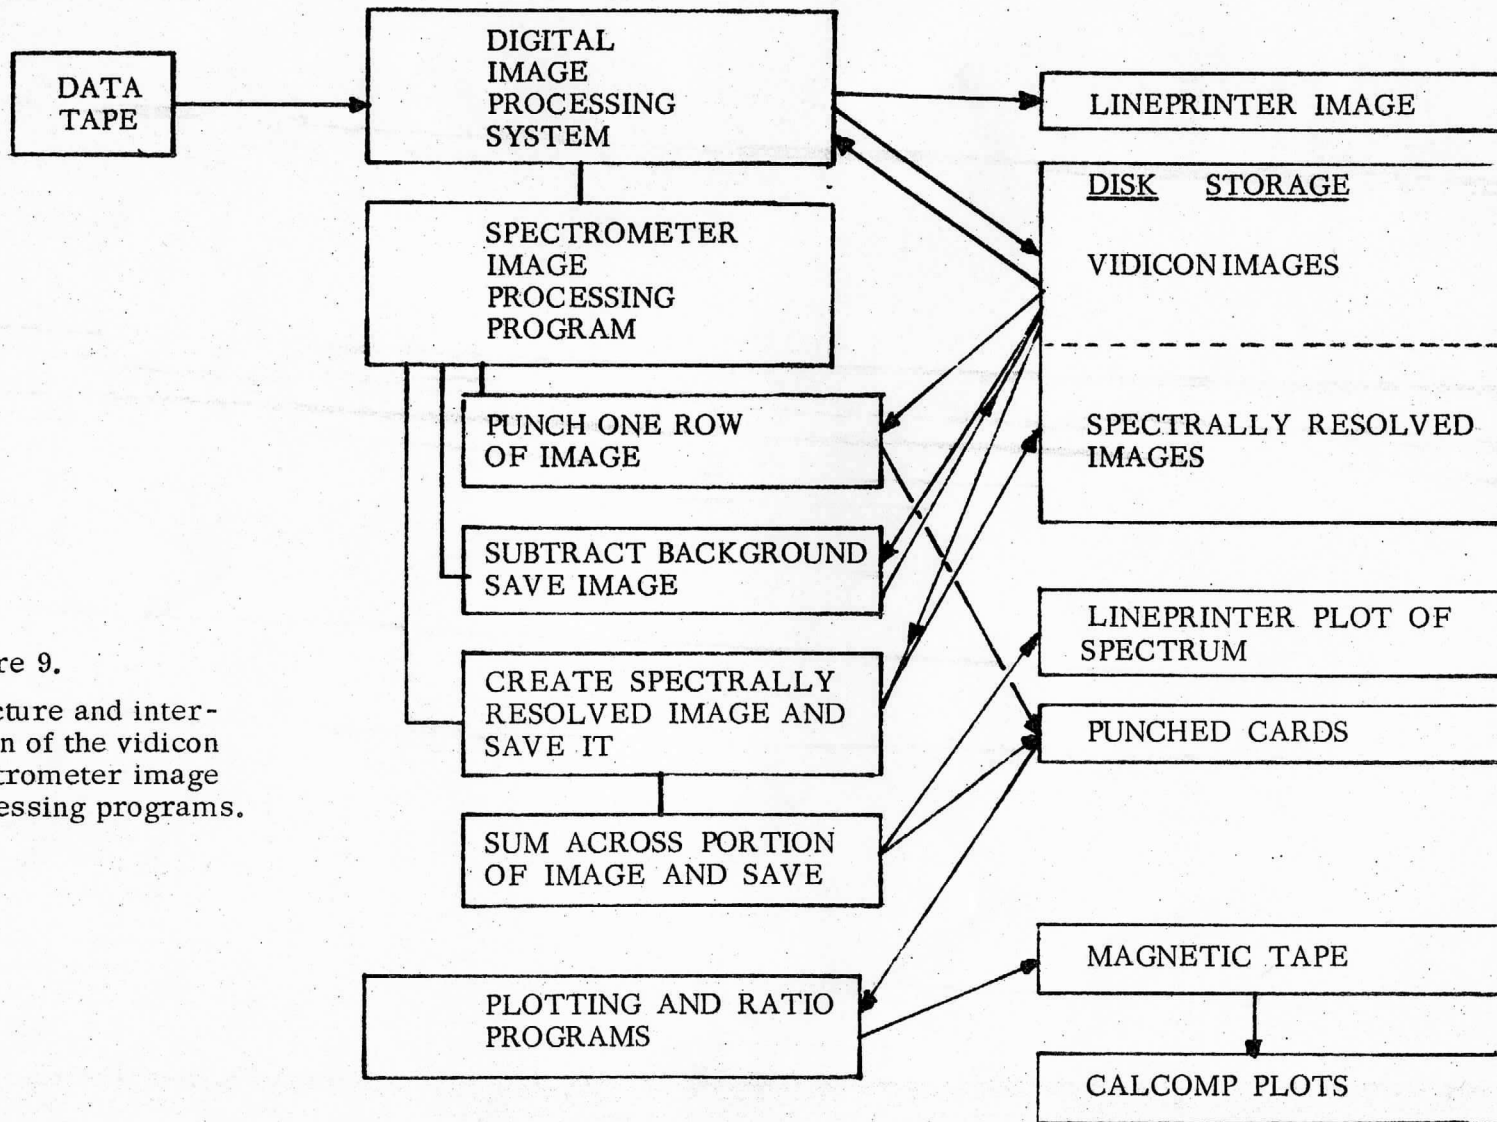 DATA
TAPE
DIGITAL
IMAGE
PROCESSING
SYSTEM
LINEPRINTER IMAGE
DISK STORAGE
VIDICON IMAGES
SPECTRALLY RESOLVED
IMAGES
SPECTROMETER
IMAGE
PROCESSING
PROGRAM
PUNCH ONE ROW
OF IMAGE
SUBTRACT BACKGROUND
SAVE IMAGE
CREATE SPECTRALLY
RESOLVED IMAGE AND
SAVE IT
SUM ACROSS PORTION
OF IMAGE AND SAVE
LINEPRINTER PLOT OF
SPECTRUM
PUNCHED CARDS
PLOTTING AND RATIO
PROGRAMS
MAGNETIC TAPE
CALCOMP PLOTS
re 9.
cture and inter-
n of the vidicon
trometer image
essing programs.